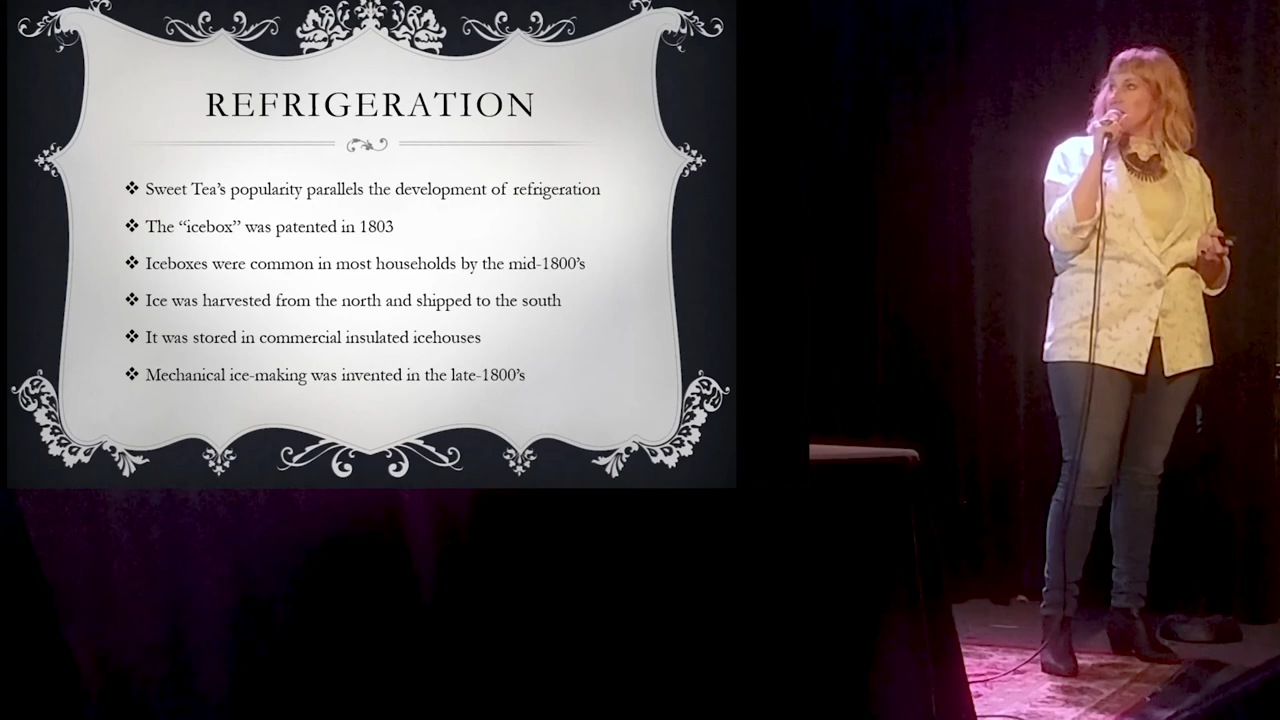 REFRIGERATION
❖ Sweet Tea’s popularity parallels the development of refrigeration
❖ The “icebox” was patented in 1803
❖ Iceboxes were common in most households by the mid-1800’s
❖ Ice was harvested from the north and shipped to the south
❖ It was stored in commercial insulated icehouses
❖ Mechanical ice-making was invented in the late-1800’s